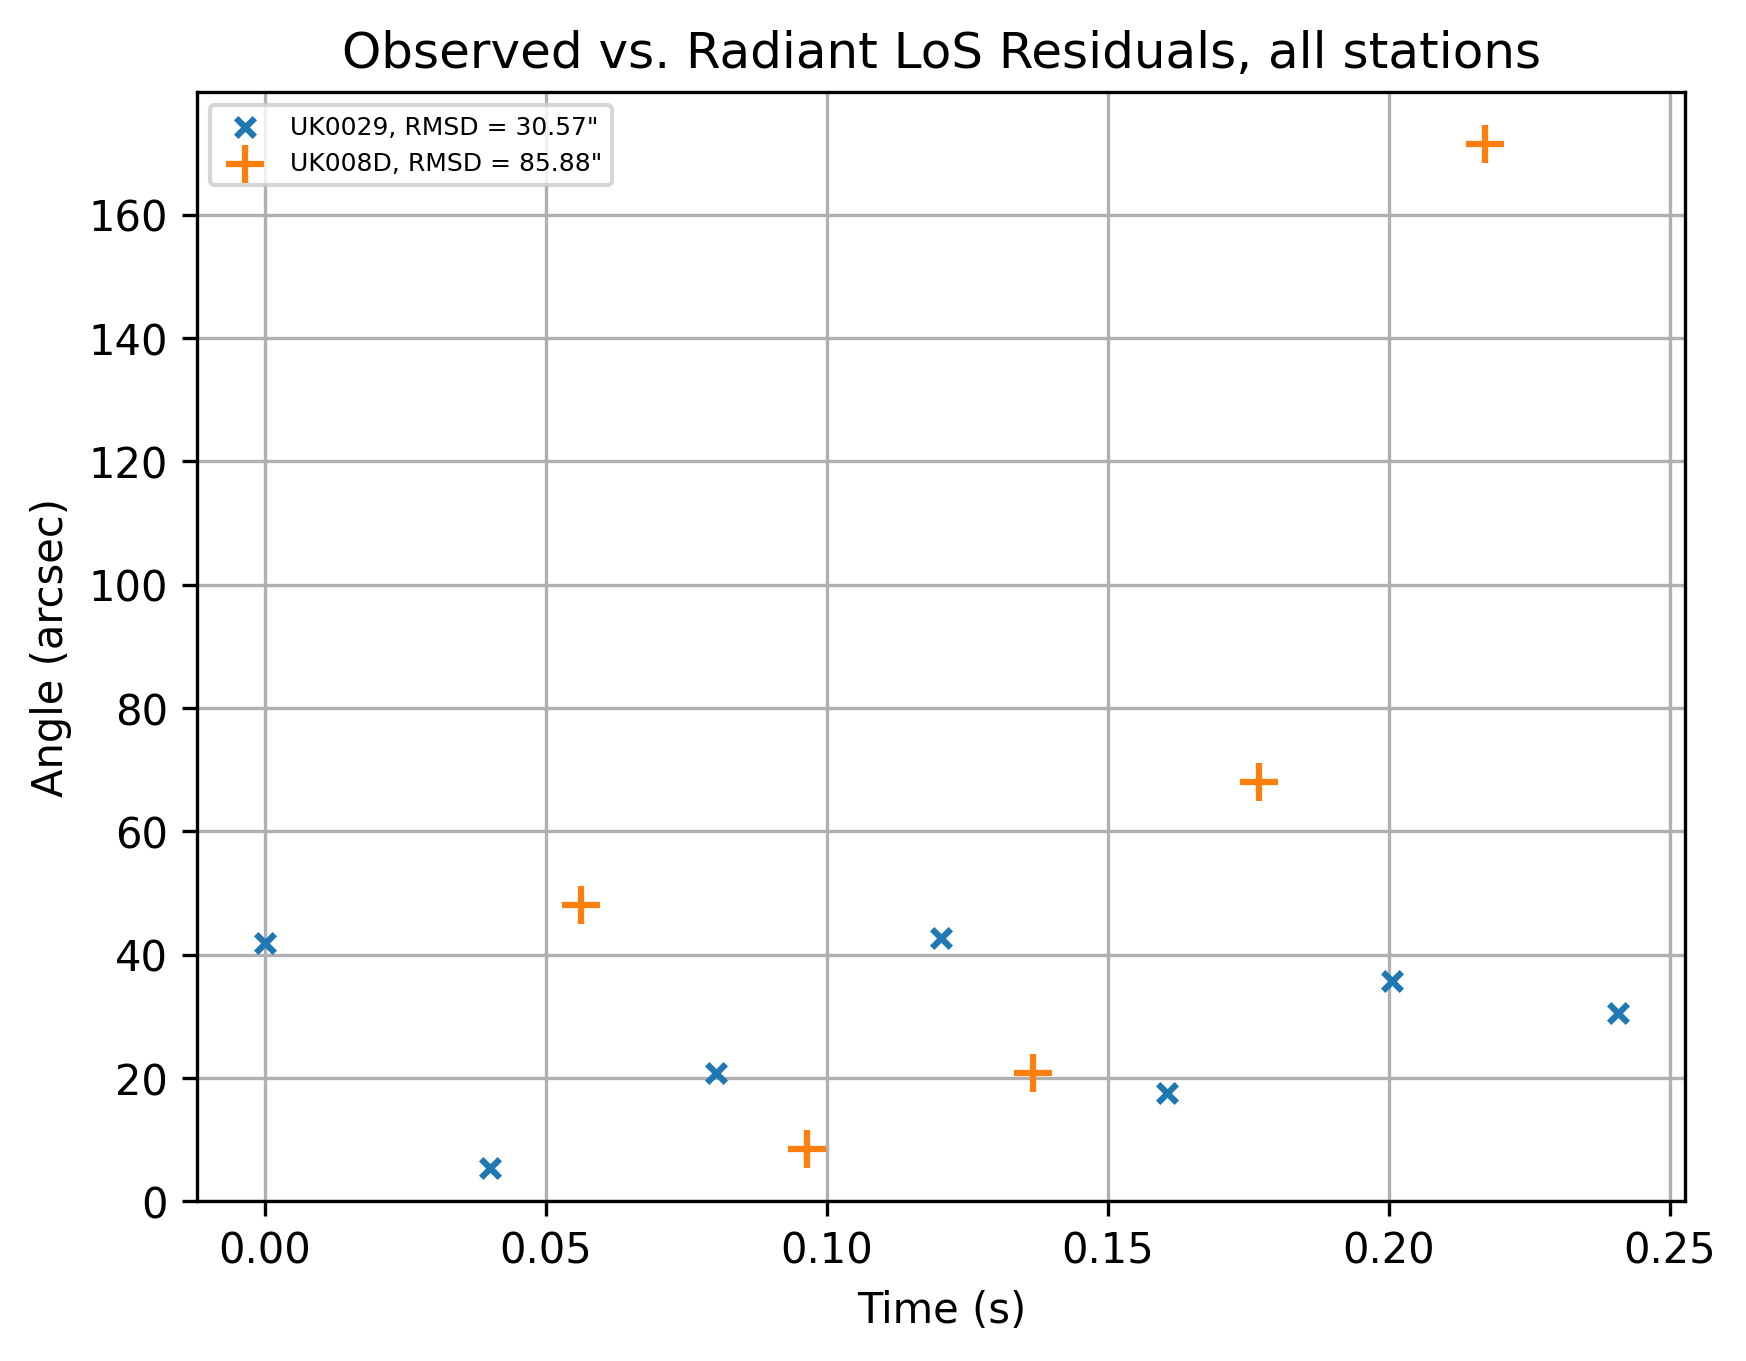 Observed vs. Radiant LoS Residuals, all stations
UK0029, RMSD = 30.57"
UK008D, RMSD = 85.88"
160
140
120
100
80
60
40
20
0
Angle (arcsec)
0.00 0.05 0.10 0.15 0.20 0.25
Time (s)